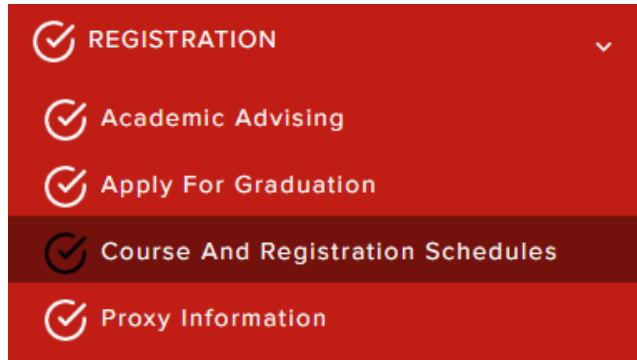 REGISTRATION
Academic Advising
Apply For Graduation
Course And Registration Schedules
Proxy Information